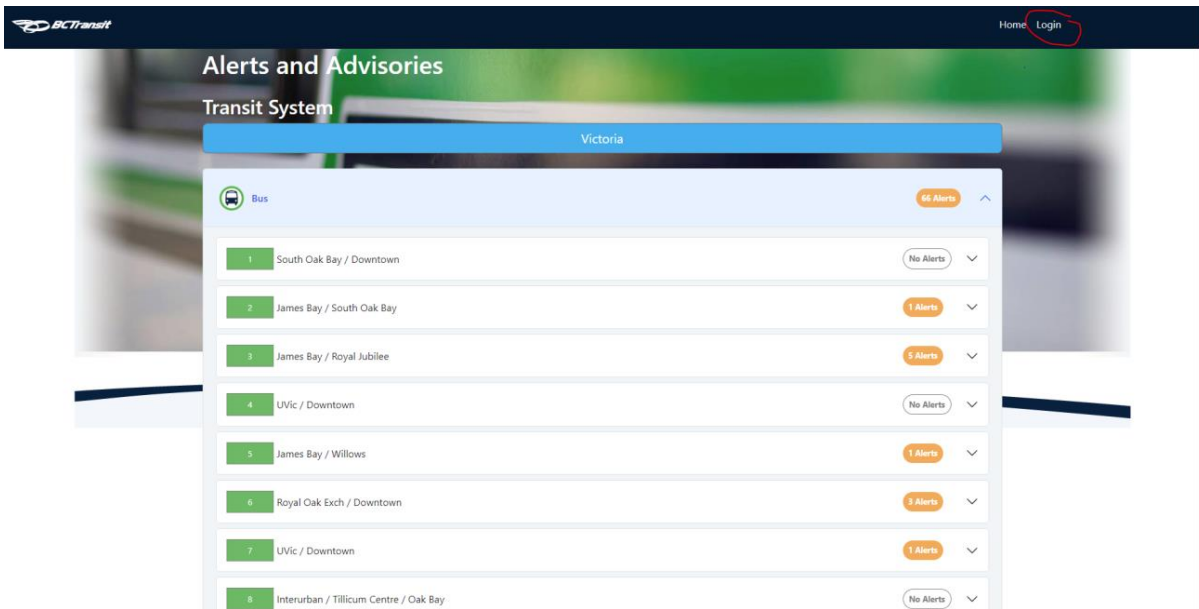 BCTransit
Home Login
Alerts and Advisories
Transit System
Victoria
Bus 66 Alerts
1 South Oak Bay / Downtown No Alerts
2 James Bay / South Oak Bay 1 Alerts
3 James Bay / Royal Jubilee 5 Alerts
4 UVic / Downtown No Alerts
5 James Bay / Willows 1 Alerts
6 Royal Oak Exch / Downtown 3 Alerts
7 UVic / Downtown 1 Alerts
8 Interurban / Tillicum Centre / Oak Bay No Alerts